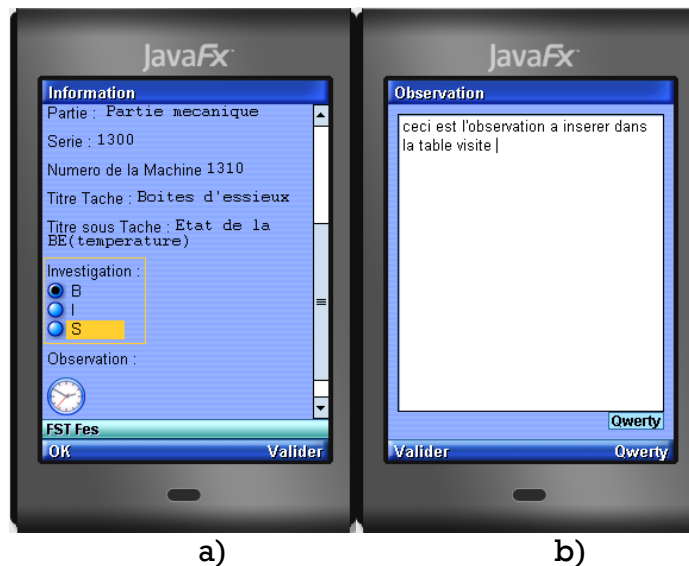 JavaFx
Information
Partie : Partie mecanique
Serie : 1300
Numero de la Machine 1310
Titre Tache : Boites d'essieux
Titre sous Tache : Etat de la
BE(temperature)
Investigation :
B
I
S
Observation :
FST Fes
OK Valider
a)
JavaFx
Observation
ceci est l'observation a inserer dans
la table visite
Qwerty
Valider Qwerty
b)